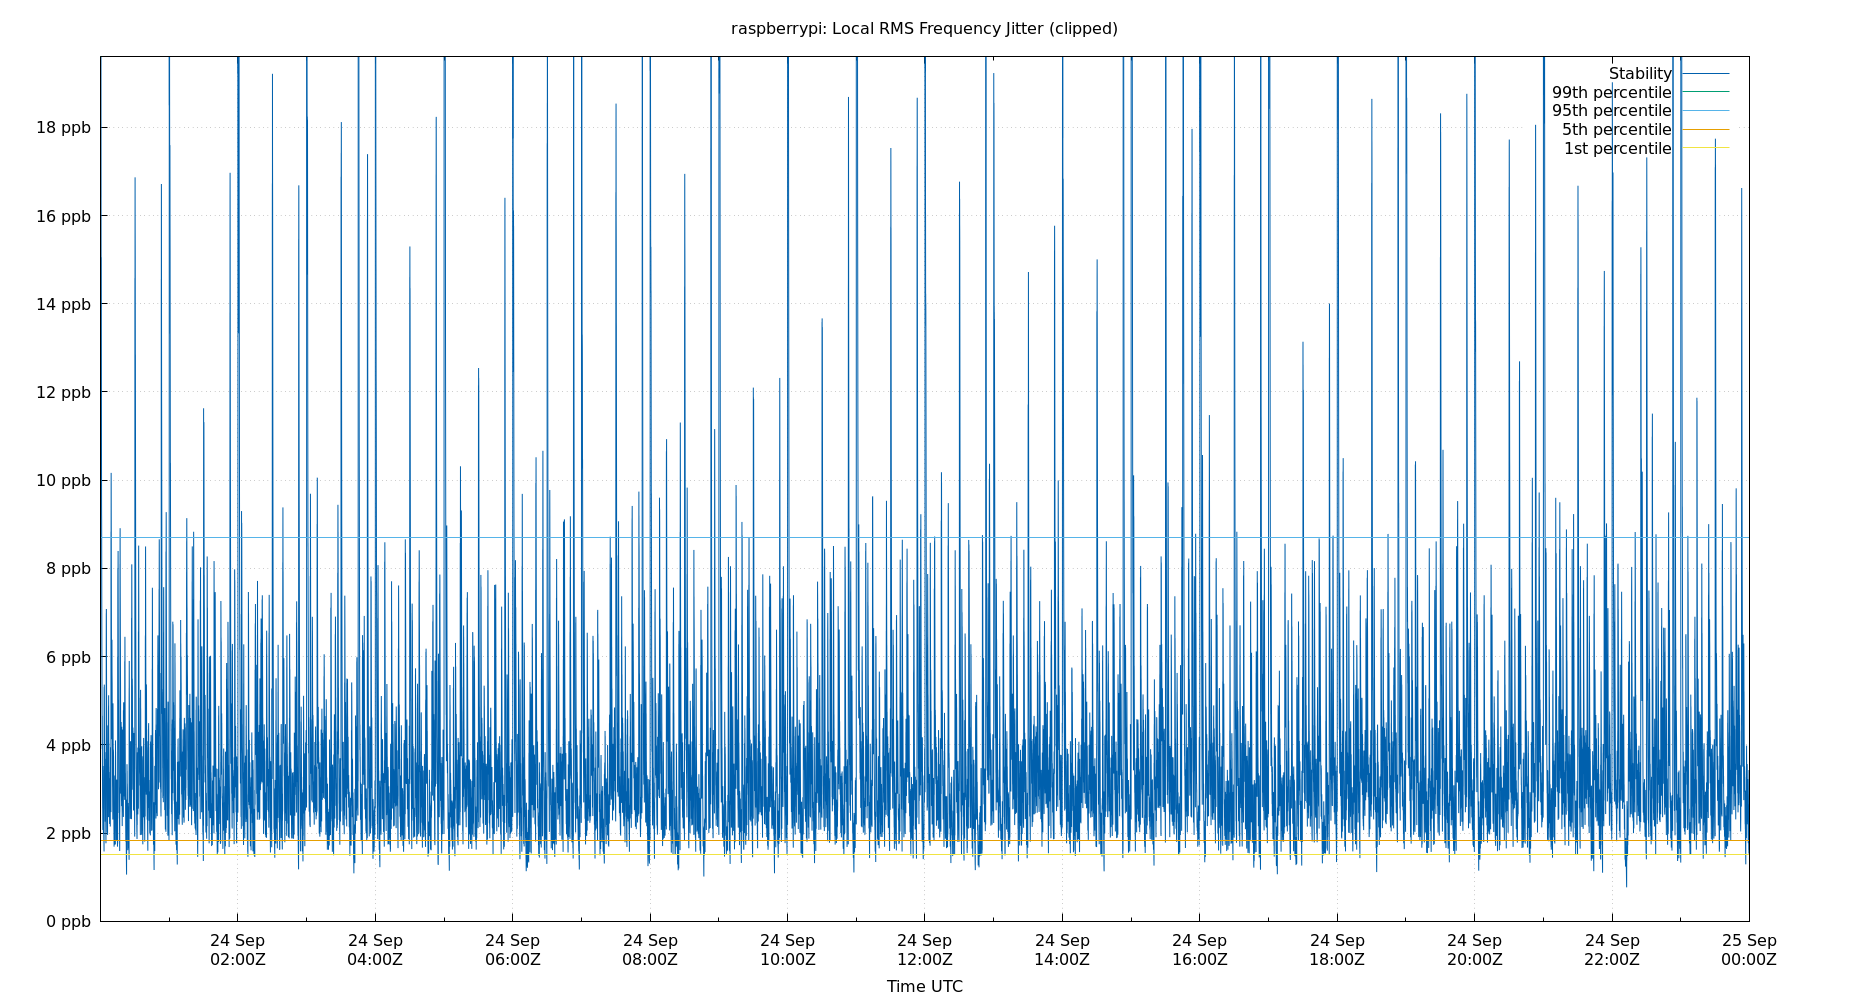 raspberrypi: Local RMS Frequency Jitter (clipped)
Stability
99th percentile
95th percentile
5th percentile
1st percentile
18 ppb
16 ppb
14 ppb
12 ppb
10 ppb
8 ppb
6 ppb
4 ppb
2 ppb
0 ppb
24 Sep 24 Sep 24 Sep 24 Sep 24 Sep 24 Sep 24 Sep 24 Sep 24 Sep 24 Sep 24 Sep 25 Sep
02:00Z 04:00Z 06:00Z 08:00Z 10:00Z 12:00Z 14:00Z 16:00Z 18:00Z 20:00Z 22:00Z 00:00Z
Time UTC